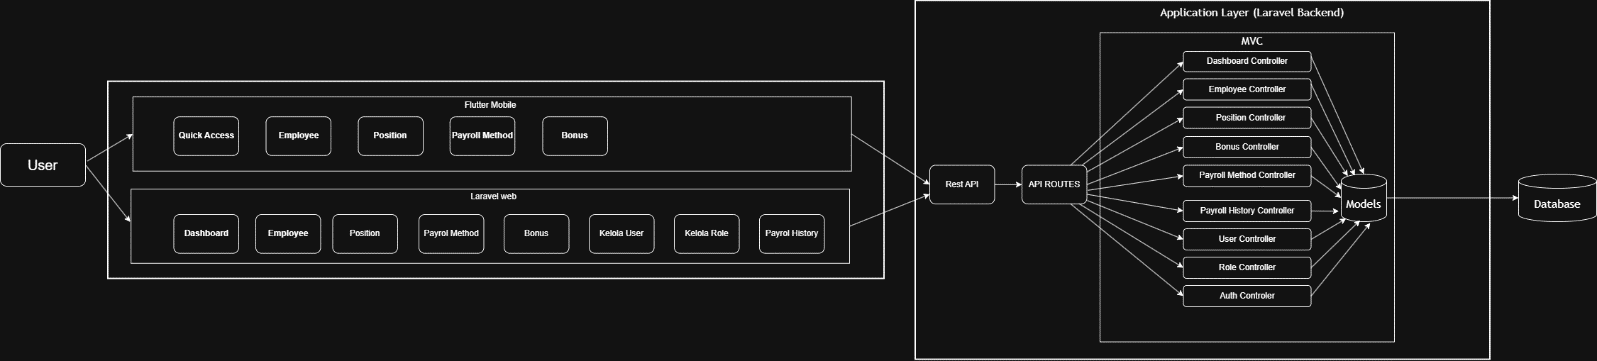 User
Flutter Mobile
Quick Access
Employee
Position
Payroll Method
Bonus
Laravel web
Dashboard
Employee
Position
Payrol Method
Bonus
Kelola User
Kelola Role
Payrol History
Rest API
Application Layer (Laravel Backend)
API ROUTES
MVC
Dashboard Controller
Employee Controller
Position Controller
Bonus Controller
Payroll Method Controller
Payroll History Controller
User Controller
Role Controller
Auth Controler
Models
Database